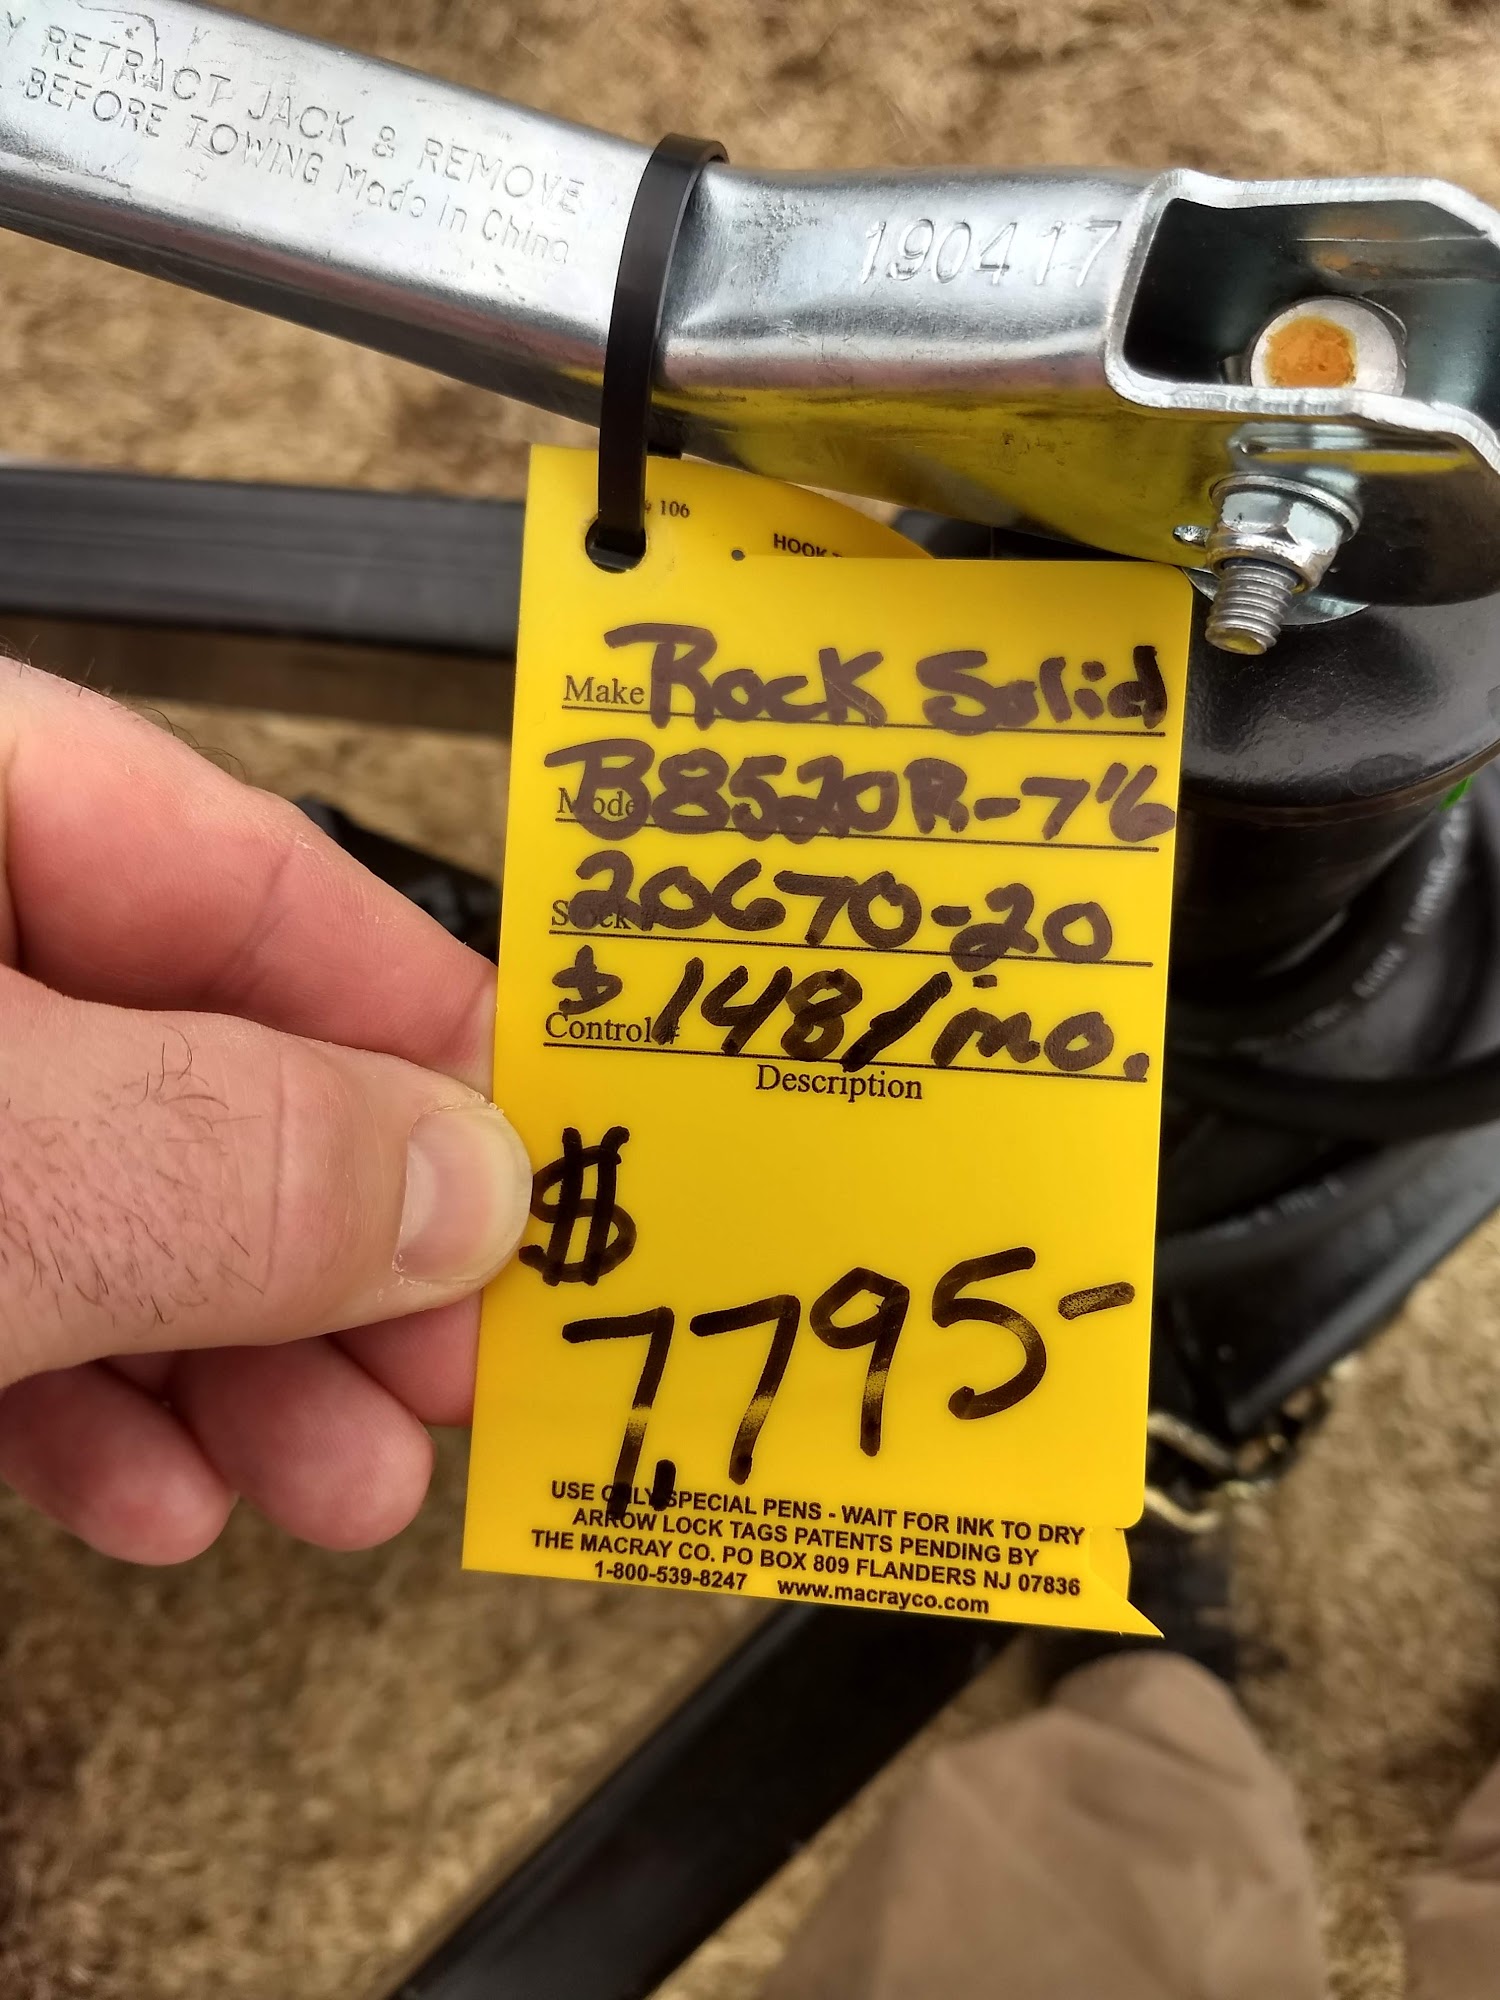 Y RETRACT JACK & REMOVE
BEFORE TOWING Made in China
190417
106
HOOK
Make Rock Solid
Model B8520R-7'6
Stock 20670-20
Control # $148/mo.
Description
$
7,795-
USE ONLY SPECIAL PENS - WAIT FOR INK TO DRY
ARROW LOCK TAGS PATENTS PENDING BY
THE MACRAY CO. PO BOX 809 FLANDERS NJ 07836
1-800-539-8247 www.macrayco.com